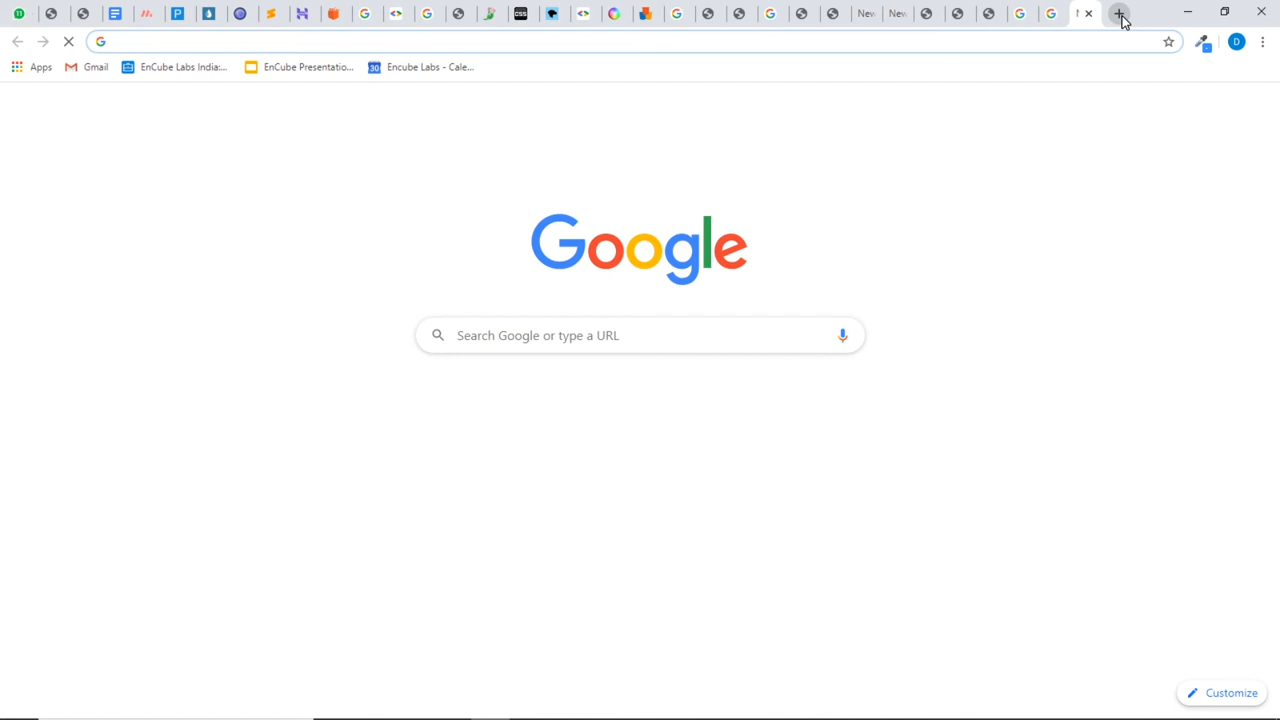 New
New
Apps
Gmail
EnCube Labs India:...
EnCube Presentatio...
30
Encube Labs - Cale...
D
Google
Search Google or type a URL
Customize